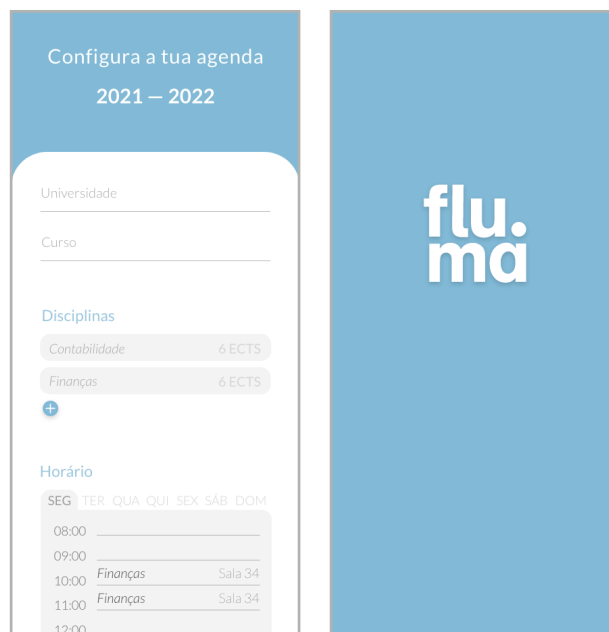 Configura a tua agenda
2021 — 2022
Universidade
Curso
Disciplinas
Contabilidade 6 ECTS
Finanças 6 ECTS
Horário
SEG TER QUA QUI SEX SÁB DOM
08:00
09:00
10:00 Finanças Sala 34
11:00 Finanças Sala 34
12:00
flu.
ma